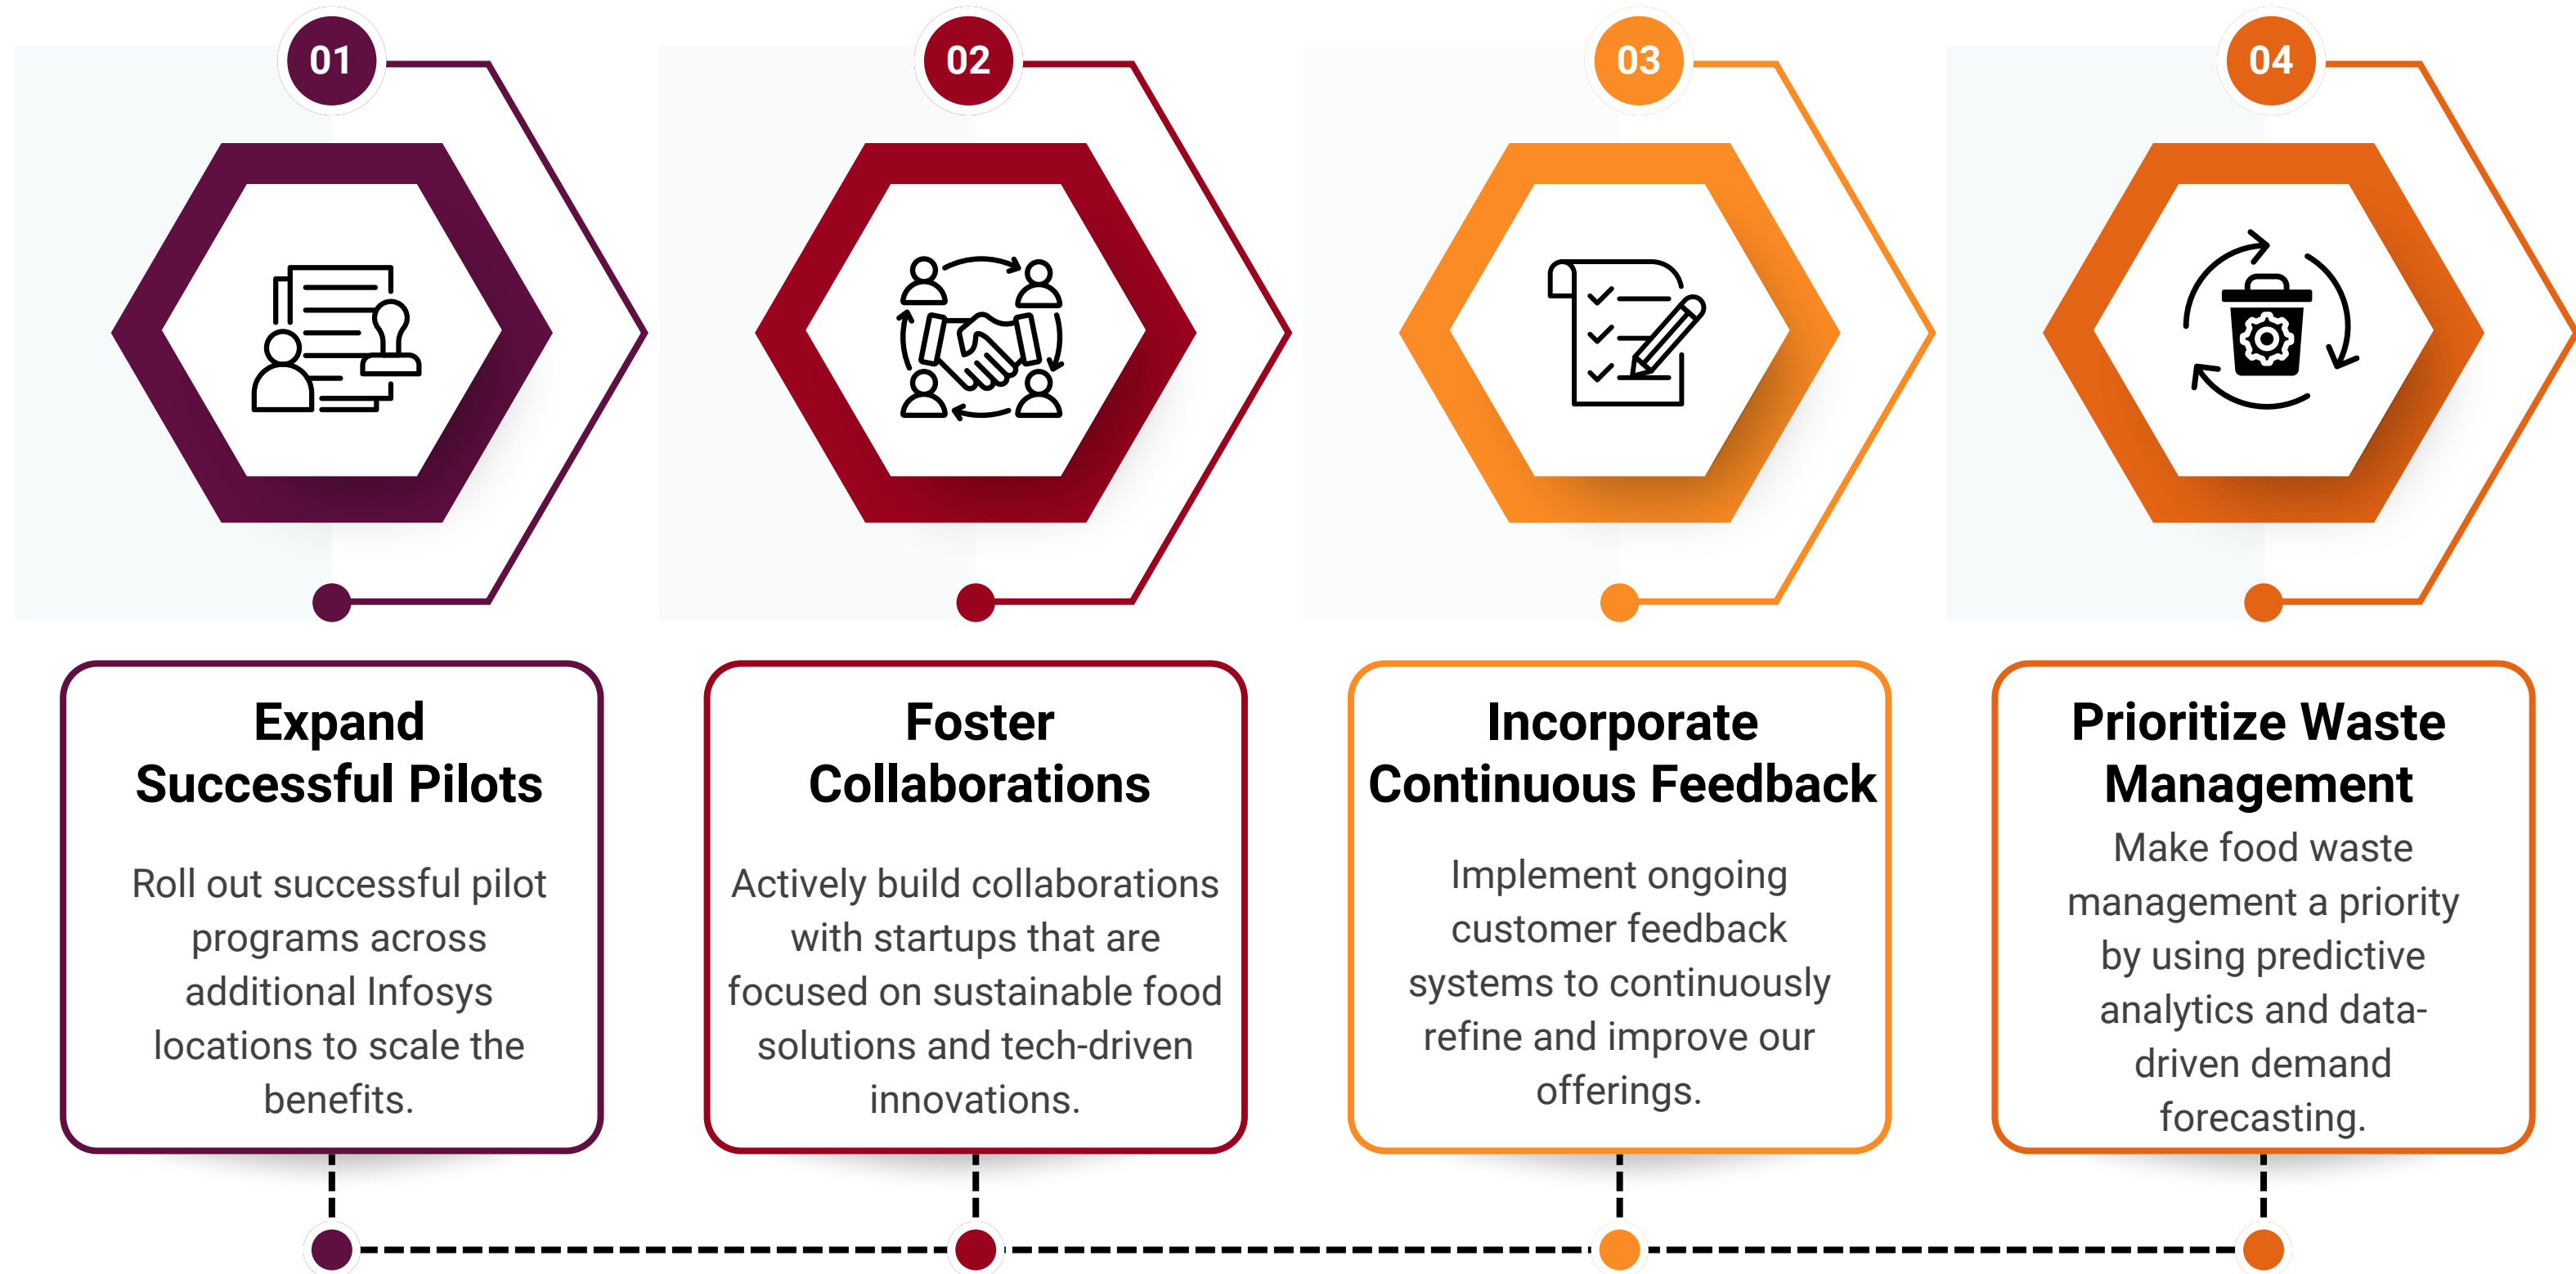 01
Expand
Successful Pilots
Roll out successful pilot
programs across
additional Infosys
locations to scale the
benefits.
02
Foster
Collaborations
Actively build collaborations
with startups that are
focused on sustainable food
solutions and tech-driven
innovations.
03
Incorporate
Continuous Feedback
Implement ongoing
customer feedback
systems to continuously
refine and improve our
offerings.
04
Prioritize Waste
Management
Make food waste
management a priority
by using predictive
analytics and data-
driven demand
forecasting.